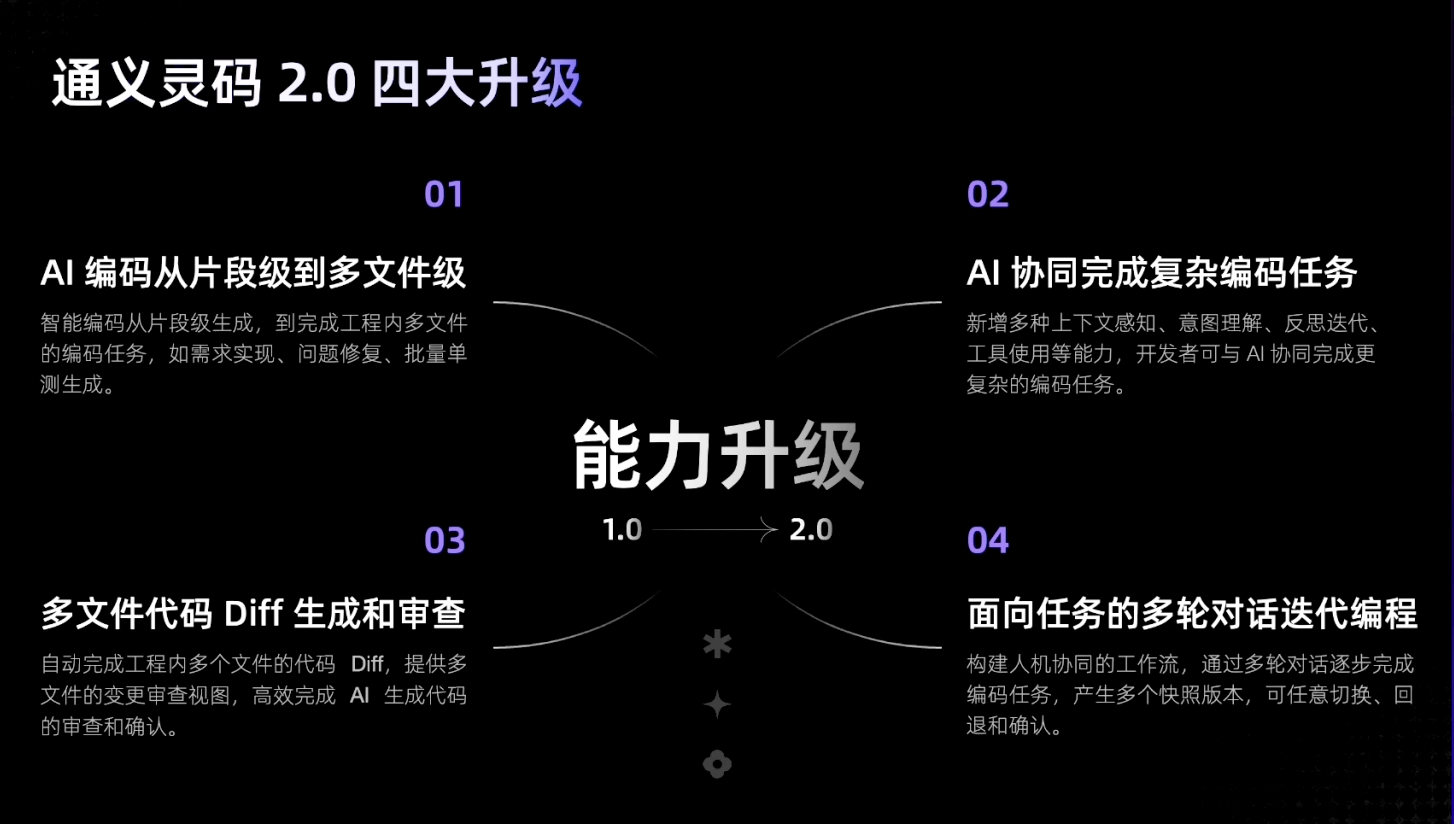 通义灵码 2.0 四大升级
01
AI 编码从片段级到多文件级
智能编码从片段级生成，到完成工程内多文件
的编码任务，如需求实现、问题修复、批量单
测生成。
02
AI 协同完成复杂编码任务
新增多种上下文感知、意图理解、反思迭代、
工具使用等能力，开发者可与 AI 协同完成更
复杂的编码任务。
能力升级
1.0 2.0
03
多文件代码 Diff 生成和审查
自动完成工程内多个文件的代码 Diff，提供多
文件的变更审查视图，高效完成 AI 生成代码
的审查和确认。
04
面向任务的多轮对话迭代编程
构建人机协同的工作流，通过多轮对话逐步完成
编码任务，产生多个快照版本，可任意切换、回
退和确认。